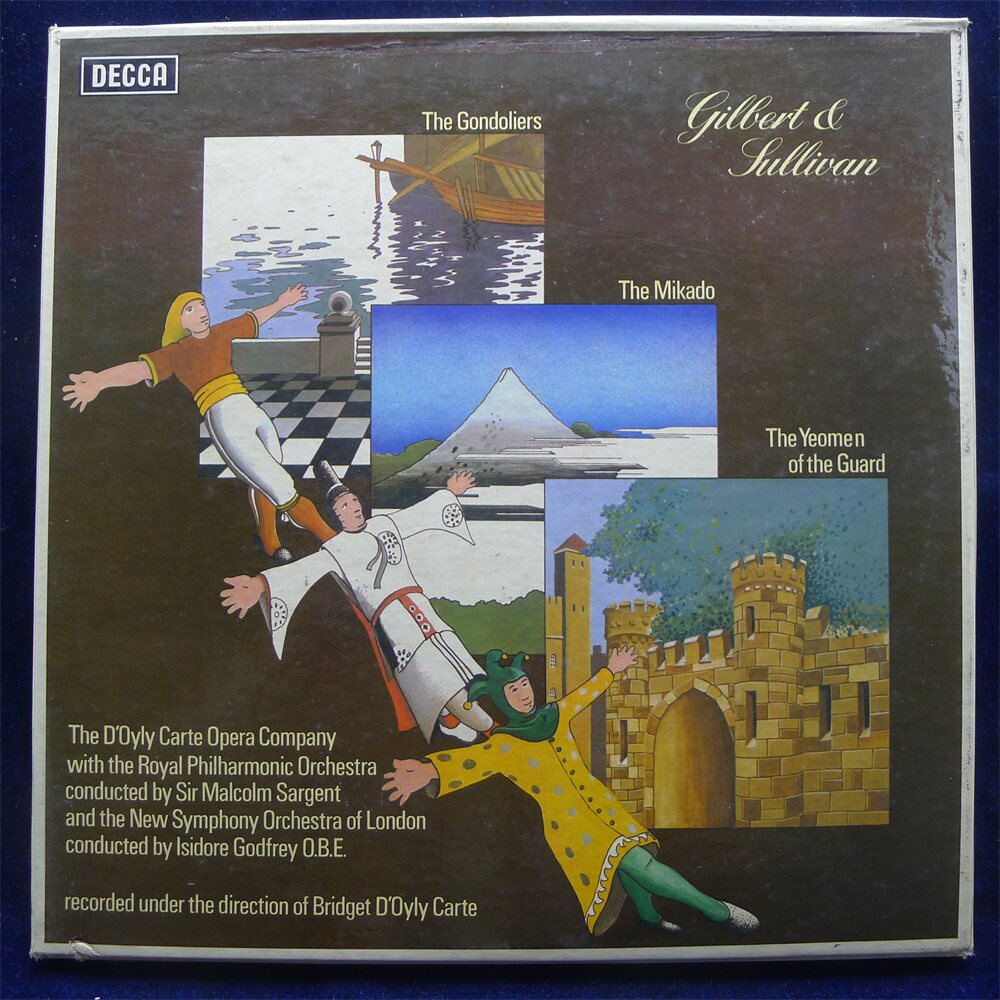 DECCA
Gilbert &
Sullivan
The Gondoliers
The Mikado
The Yeomen
of the Guard
The D'Oyly Carte Opera Company
with the Royal Philharmonic Orchestra
conducted by Sir Malcolm Sargent
and the New Symphony Orchestra of London
conducted by Isidore Godfrey O.B.E.
recorded under the direction of Bridget D'Oyly Carte